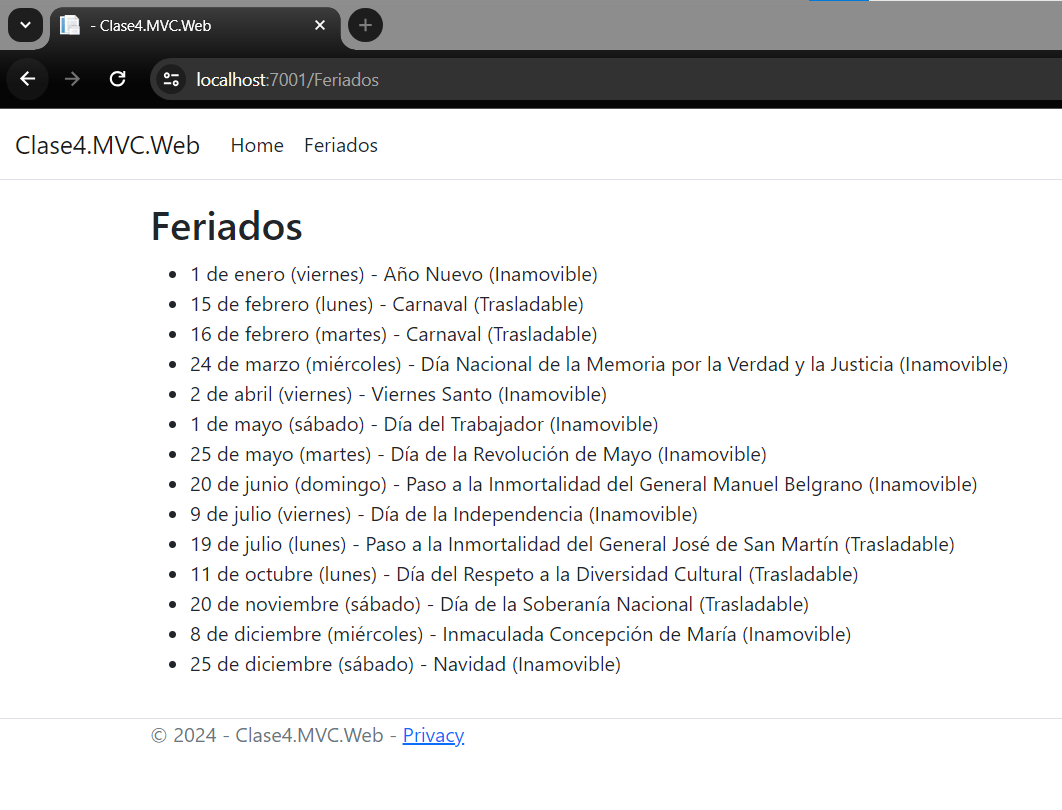 - Clase4.MVC.Web
localhost:7001/Feriados
Clase4.MVC.Web Home Feriados
Feriados
1 de enero (viernes) - Año Nuevo (Inamovible)
15 de febrero (lunes) - Carnaval (Trasladable)
16 de febrero (martes) - Carnaval (Trasladable)
24 de marzo (miércoles) - Día Nacional de la Memoria por la Verdad y la Justicia (Inamovible)
2 de abril (viernes) - Viernes Santo (Inamovible)
1 de mayo (sábado) - Día del Trabajador (Inamovible)
25 de mayo (martes) - Día de la Revolución de Mayo (Inamovible)
20 de junio (domingo) - Paso a la Inmortalidad del General Manuel Belgrano (Inamovible)
9 de julio (viernes) - Día de la Independencia (Inamovible)
19 de julio (lunes) - Paso a la Inmortalidad del General José de San Martín (Trasladable)
11 de octubre (lunes) - Día del Respeto a la Diversidad Cultural (Trasladable)
20 de noviembre (sábado) - Día de la Soberanía Nacional (Trasladable)
8 de diciembre (miércoles) - Inmaculada Concepción de María (Inamovible)
25 de diciembre (sábado) - Navidad (Inamovible)
© 2024 - Clase4.MVC.Web - Privacy